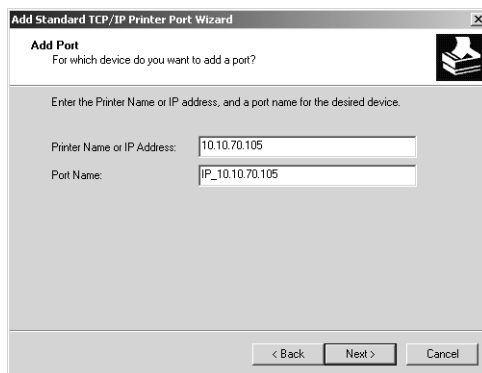 Add Standard TCP/IP Printer Port Wizard
Add Port
For which device do you want to add a port?
Enter the Printer Name or IP address, and a port name for the desired device.
Printer Name or IP Address: 10.10.70.105
Port Name: IP_10.10.70.105
< Back Next > Cancel